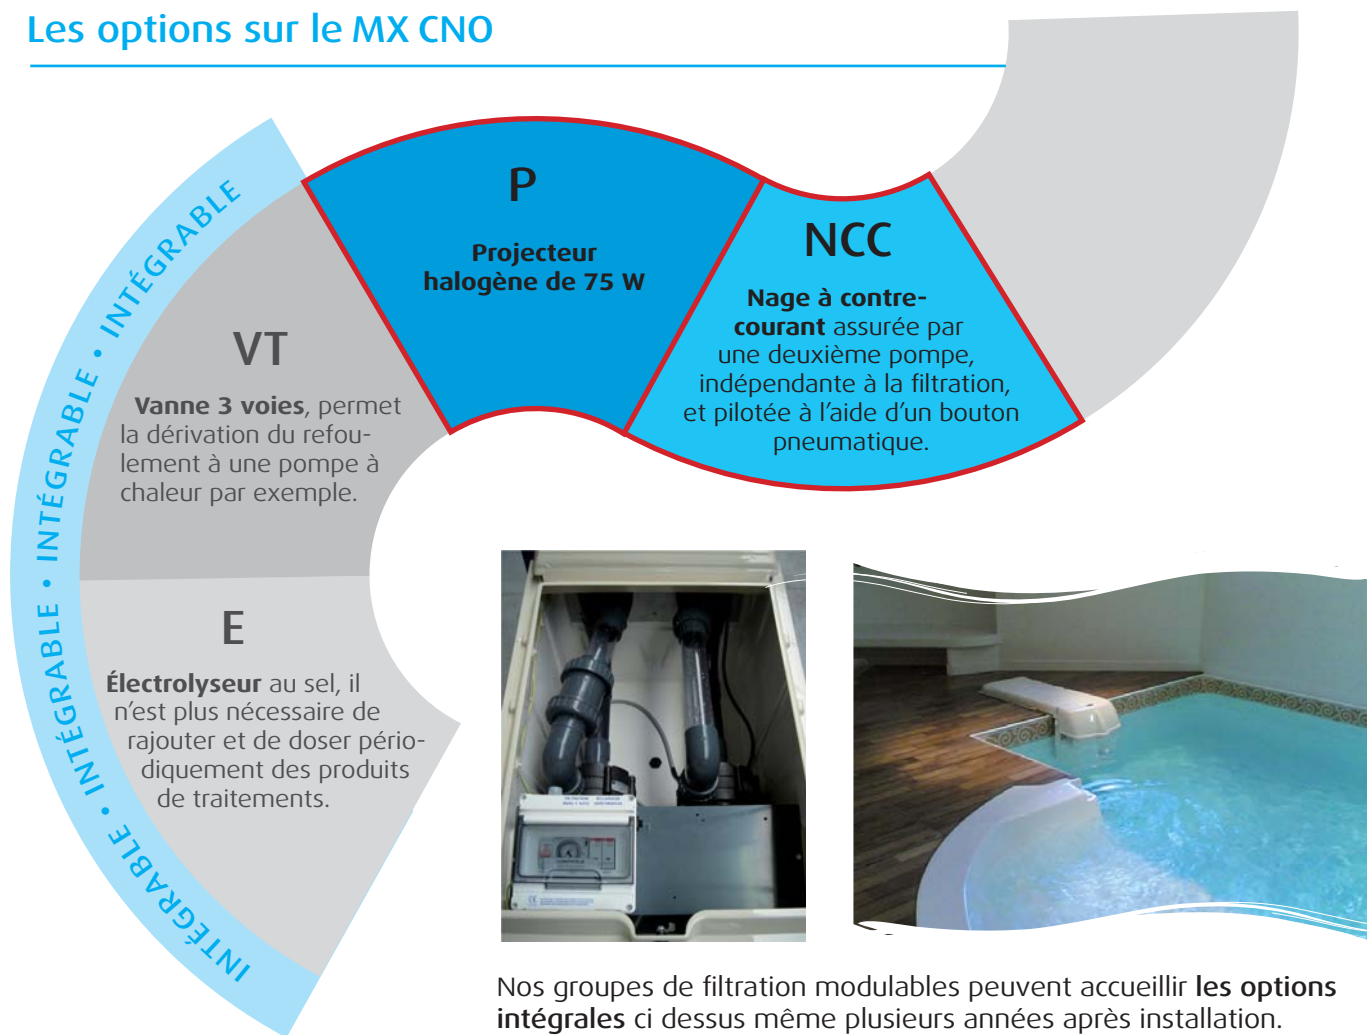 Les options sur le MX CNO
P
Projecteur
halogène de 75 W
NCC
Nage à contre-
courant assurée par
une deuxième pompe,
indépendante à la filtration,
et pilotée à l’aide d’un bouton
pneumatique.
VT
Vanne 3 voies, permet
la dérivation du refou-
lement à une pompe à
chaleur par exemple.
E
Électrolyseur au sel, il
n’est plus nécessaire de
rajouter et de doser pério-
diquement des produits
de traitements.
INTÉGRABLE • INTÉGRABLE • INTÉGRABLE • INTÉGRABLE • INTÉGRABLE
Nos groupes de filtration modulables peuvent accueillir les options
intégrales ci dessus même plusieurs années après installation.